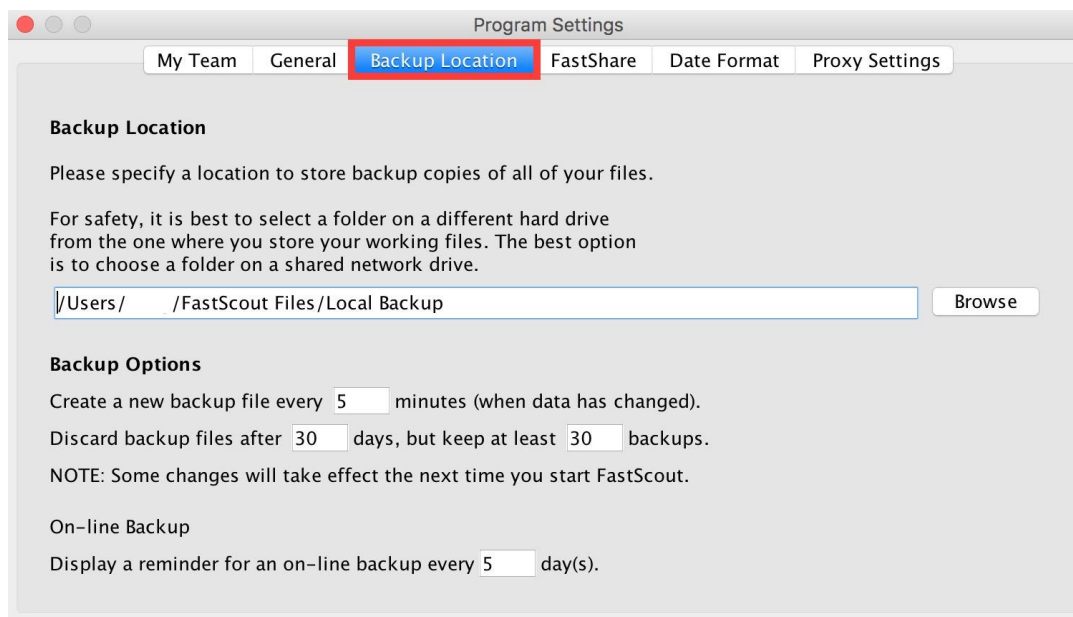 Program Settings
My Team General Backup Location FastShare Date Format Proxy Settings
Backup Location
Please specify a location to store backup copies of all of your files.
For safety, it is best to select a folder on a different hard drive
from the one where you store your working files. The best option
is to choose a folder on a shared network drive.
/Users/ /FastScout Files/Local Backup Browse
Backup Options
Create a new backup file every 5 minutes (when data has changed).
Discard backup files after 30 days, but keep at least 30 backups.
NOTE: Some changes will take effect the next time you start FastScout.
On-line Backup
Display a reminder for an on-line backup every 5 day(s).